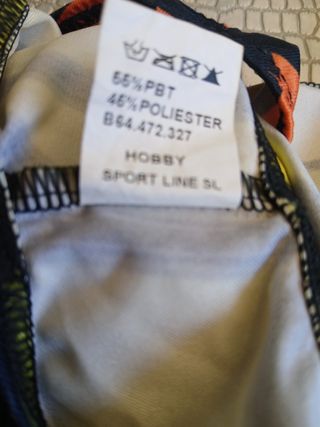 55%PBT
45%POLIESTER
B64.472.327
HOBBY
SPORT LINE SL